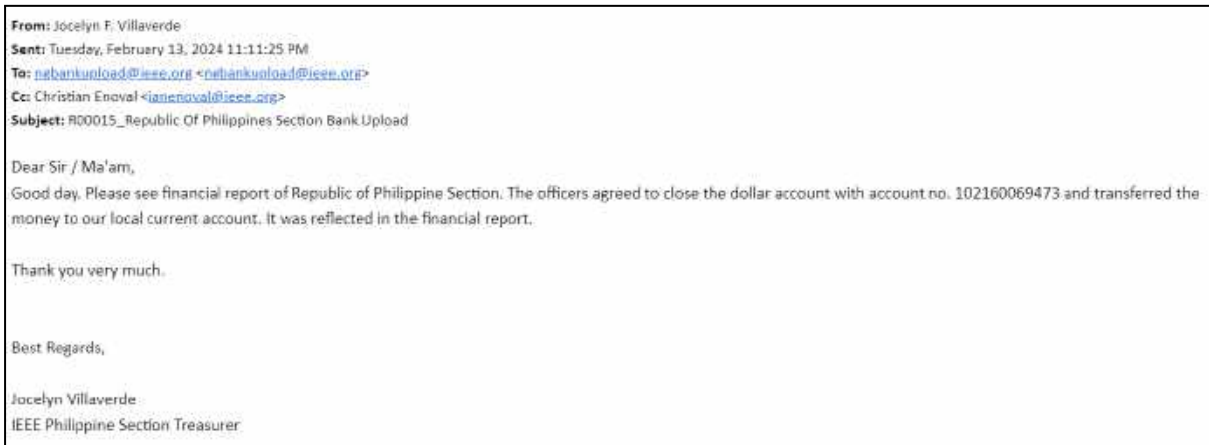 From: Jocelyn F. Villaverde
Sent: Tuesday, February 13, 2024 11:11:25 PM
To: ngbankupload@ieee.org <ngbankupload@ieee.org>
Cc: Christian Enoval <ianenoval@ieee.org>
Subject: R00015_Republic Of Philippines Section Bank Upload
Dear Sir / Ma'am,
Good day. Please see financial report of Republic of Philippine Section. The officers agreed to close the dollar account with account no. 102160069473 and transferred the
money to our local current account. It was reflected in the financial report.
Thank you very much.
Best Regards,
Jocelyn Villaverde
IEEE Philippine Section Treasurer